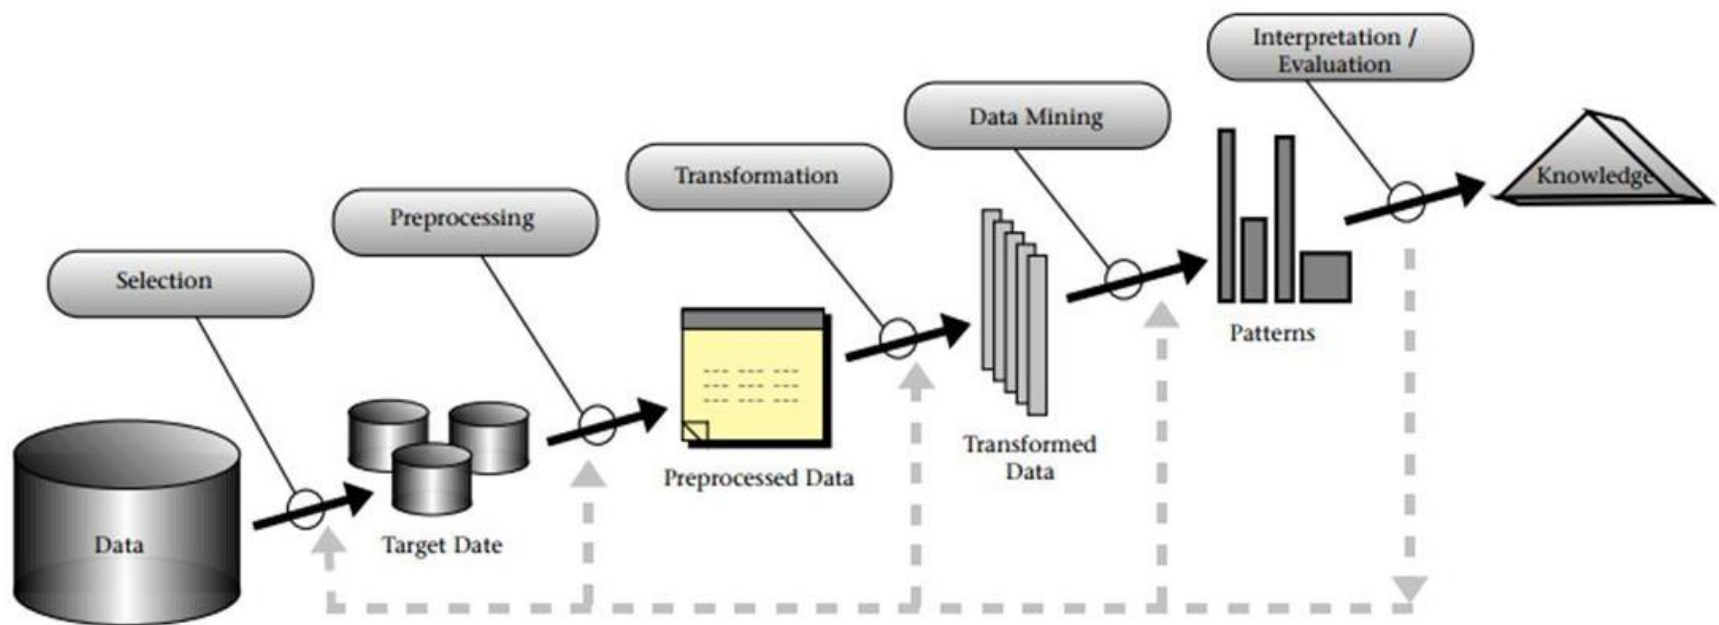 Interpretation /
Evaluation
Data Mining
Knowledge
Transformation
Preprocessing
Selection
Patterns
Transformed
Data
Preprocessed Data
Data
Target Date